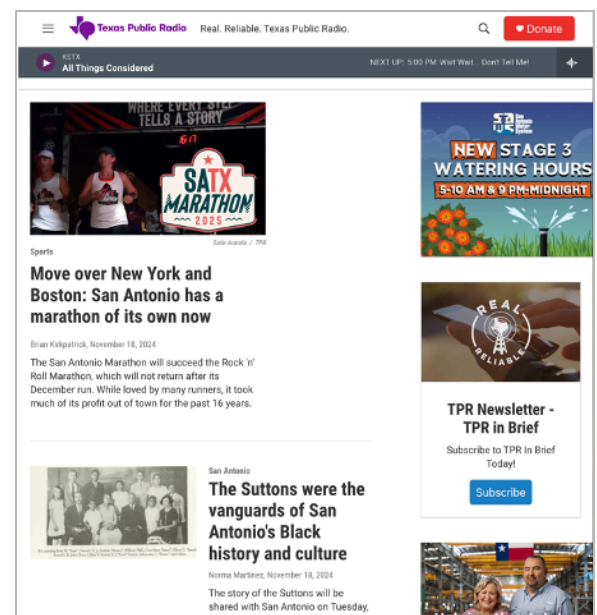 Texas Public Radio
Real. Reliable. Texas Public Radio.
Donate
KSTX
All Things Considered
NEXT UP: 5:00 PM Wait Wait... Don't Tell Me!
WHERE EVERY STEP
TELLS A STORY
SATX
MARATHON
2025
/ TPR
Sports
Move over New York and
Boston: San Antonio has a
marathon of its own now
Brian Kirkpatrick, November 18, 2024
The San Antonio Marathon will succeed the Rock 'n'
Roll Marathon, which will not return after its
December run. While loved by many runners, it took
much of its profit out of town for the past 16 years.
San Antonio
The Suttons were the
vanguards of San
Antonio's Black
history and culture
Norma Martinez, November 18, 2024
The story of the Suttons will be
shared with San Antonio on Tuesday,
San
Antonio
Water
System
NEW STAGE 3
WATERING HOURS
5-10 AM & 9 PM-MIDNIGHT
REAL
RELIABLE
TPR Newsletter -
TPR in Brief
Subscribe to TPR In Brief
Today!
Subscribe